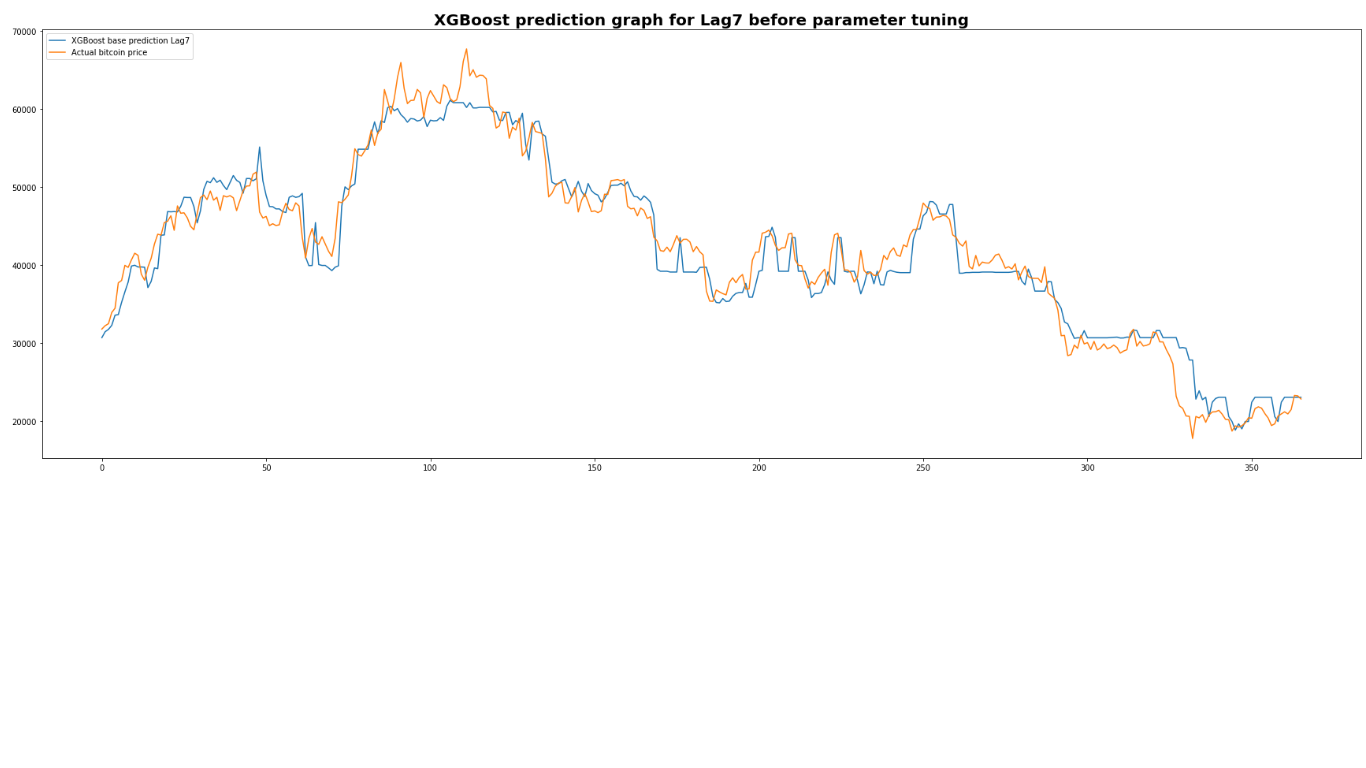 XGBoost prediction graph for Lag7 before parameter tuning
70000
XGBoost base prediction Lag7
Actual bitcoin price
60000
50000
40000
30000
20000
0 50 100 150 200 250 300 350